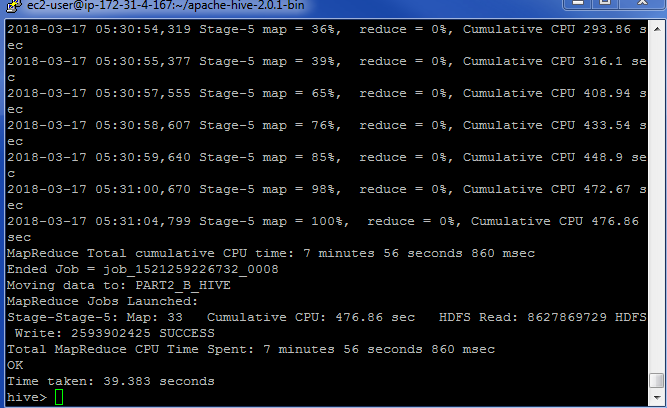 ec2-user@ip-172-31-4-167:~/apache-hive-2.0.1-bin
2018-03-17 05:30:54,319 Stage-5 map = 36%,  reduce = 0%, Cumulative CPU 293.86 s
ec
2018-03-17 05:30:55,377 Stage-5 map = 39%,  reduce = 0%, Cumulative CPU 316.1 se
c
2018-03-17 05:30:57,555 Stage-5 map = 65%,  reduce = 0%, Cumulative CPU 408.94 s
ec
2018-03-17 05:30:58,607 Stage-5 map = 76%,  reduce = 0%, Cumulative CPU 433.54 s
ec
2018-03-17 05:30:59,640 Stage-5 map = 85%,  reduce = 0%, Cumulative CPU 448.9 se
c
2018-03-17 05:31:00,670 Stage-5 map = 98%,  reduce = 0%, Cumulative CPU 472.67 s
ec
2018-03-17 05:31:04,799 Stage-5 map = 100%,  reduce = 0%, Cumulative CPU 476.86
sec
MapReduce Total cumulative CPU time: 7 minutes 56 seconds 860 msec
Ended Job = job_1521259226732_0008
Moving data to: PART2_B_HIVE
MapReduce Jobs Launched:
Stage-Stage-5: Map: 33   Cumulative CPU: 476.86 sec   HDFS Read: 8627869729 HDFS
 Write: 2593902425 SUCCESS
Total MapReduce CPU Time Spent: 7 minutes 56 seconds 860 msec
OK
Time taken: 39.383 seconds
hive>